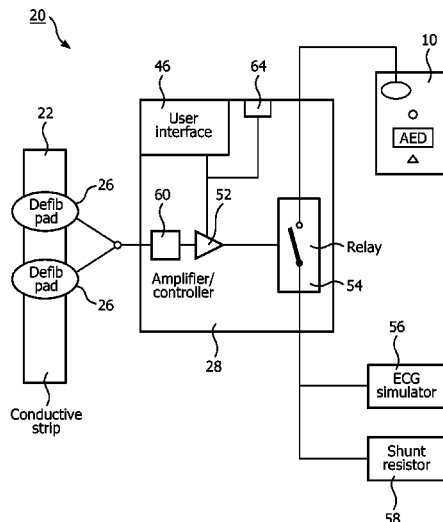 20
46
64
10
User
interface
22
AED
26
Defib
pad
60
52
Relay
Defib
pad
Amplifier/
controller
54
26
28
56
ECG
simulator
Conductive
strip
Shunt
resistor
58